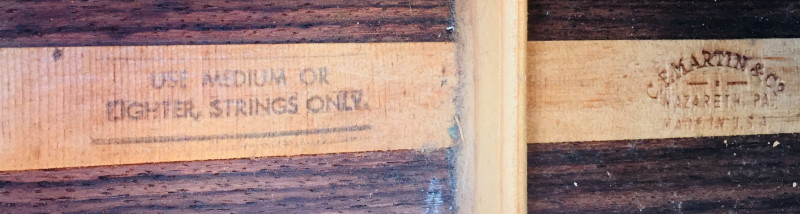 USE MEDIUM OR
LIGHTER, STRINGS ONLY.
C.F. MARTIN & Co.
NAZARETH, PA.
MADE IN U.S.A.